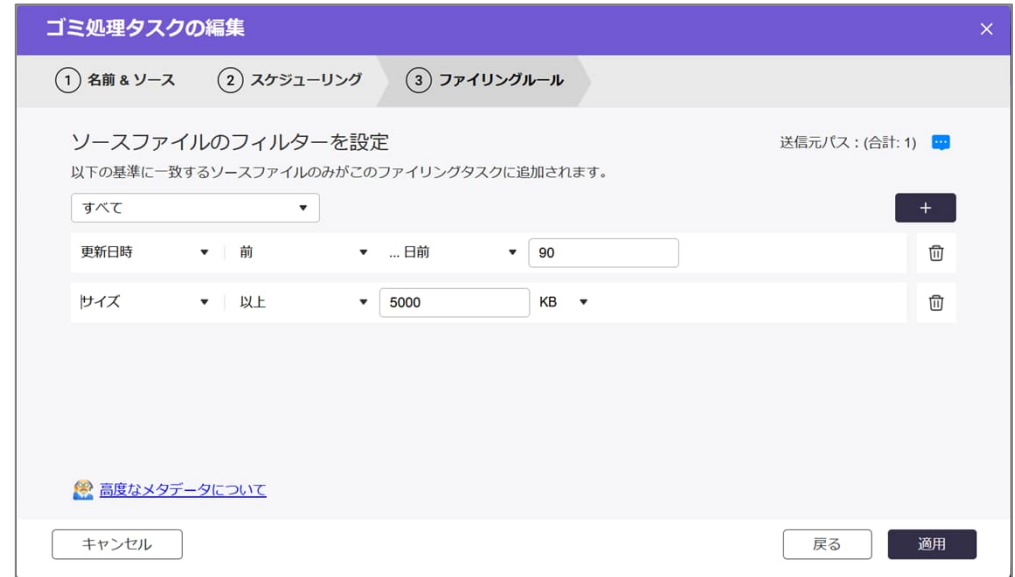 ゴミ処理タスクの編集
1 名前 & ソース 2 スケジューリング 3 ファイリングルール
ソースファイルのフィルターを設定 送信元パス : (合計: 1)
以下の基準に一致するソースファイルのみがこのファイリングタスクに追加されます。
すべて +
更新日時 前 ... 日前 90
サイズ 以上 5000 KB
高度なメタデータについて
キャンセル 戻る 適用